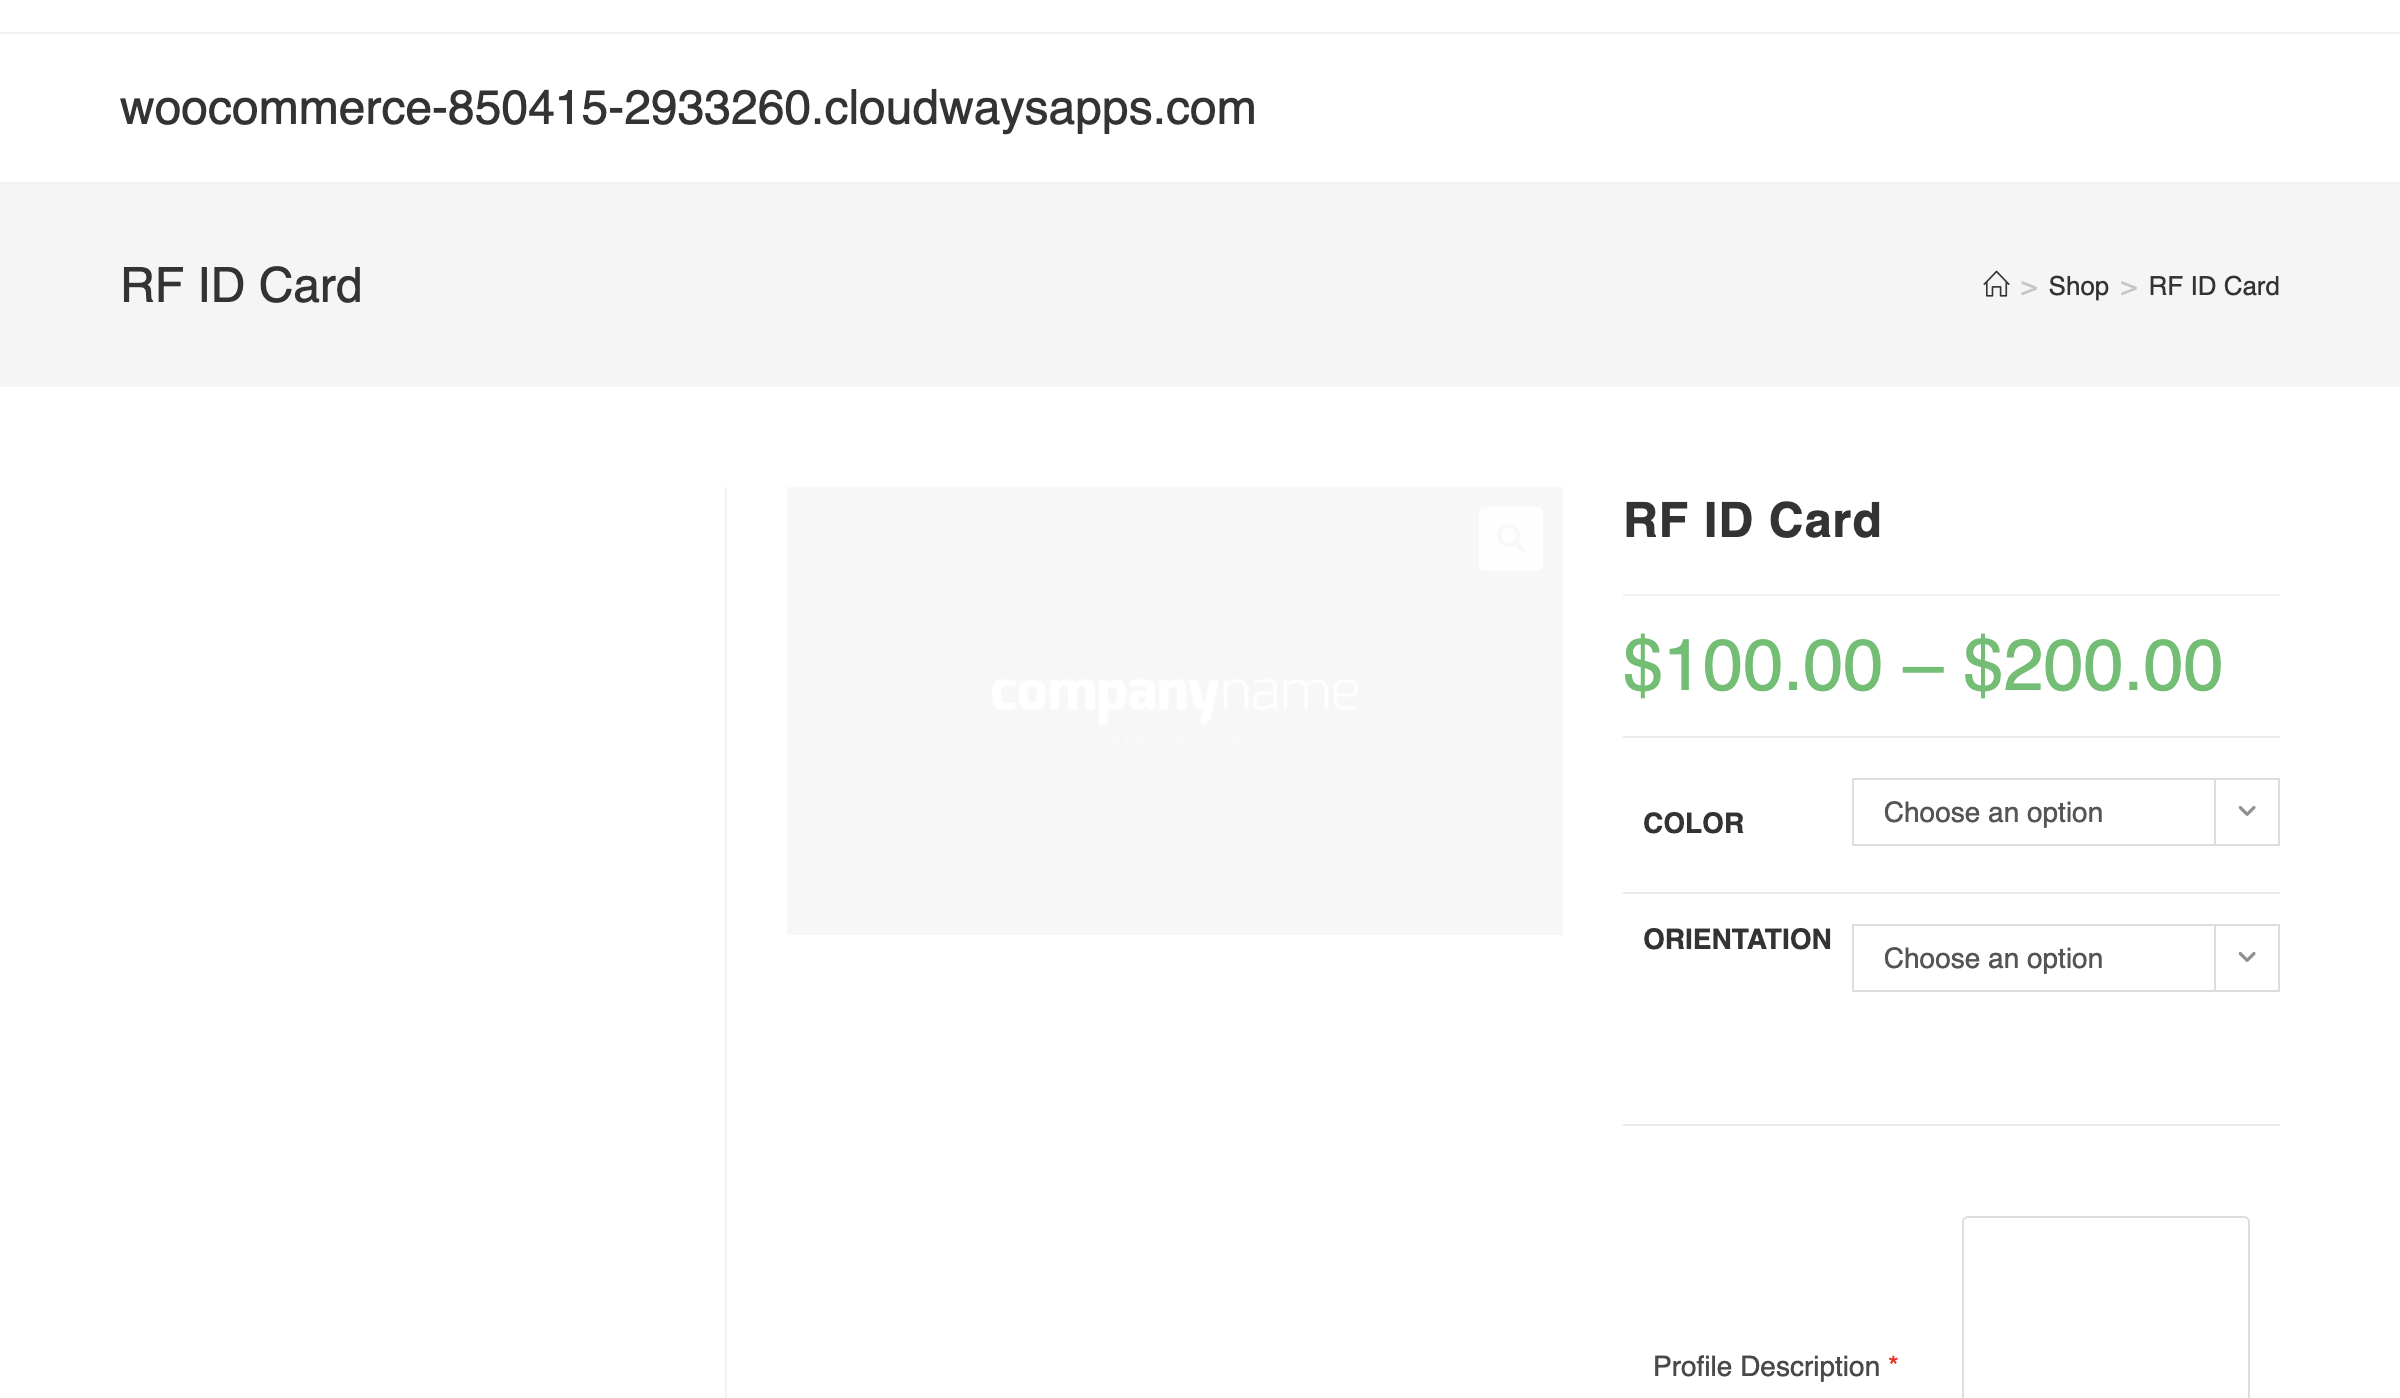 woocommerce-850415-2933260.cloudwaysapps.com
RF ID Card
> Shop > RF ID Card
companyname
RF ID Card
$100.00 – $200.00
COLOR
Choose an option
ORIENTATION
Choose an option
Profile Description *